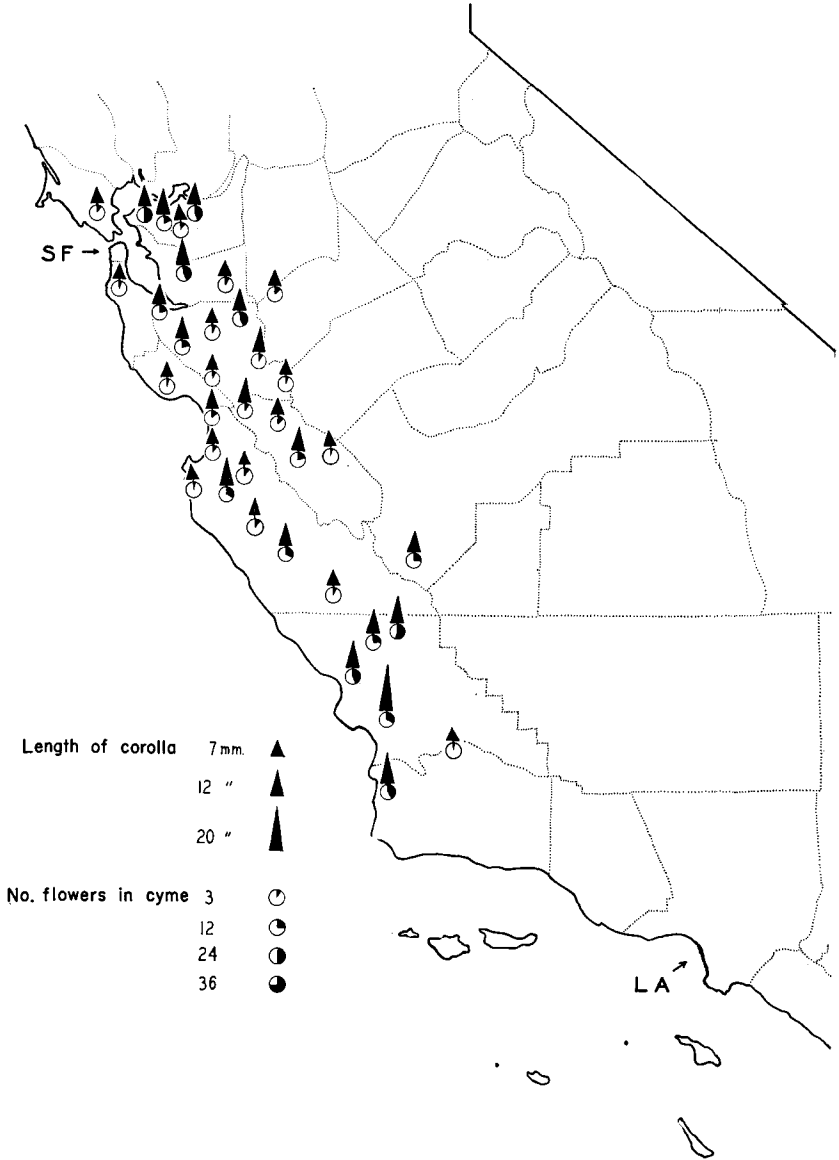 SF →
Length of corolla 7 mm.
12 "
20 "
No. flowers in cyme 3
12
24
36
LA